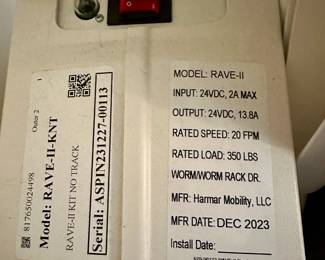 Outer 2
1
817650024498
Model: RAVE-II-KNT
RAVE-II KIT NO TRACK
Serial: ASPIN231227-00113
MODEL: RAVE-II
INPUT: 24VDC, 2A MAX
OUTPUT: 24VDC, 13.8A
RATED SPEED: 20 FPM
RATED LOAD: 350 LBS
WORM/WORM RACK DR.
MFR: Harmar Mobility, LLC
MFR DATE: DEC 2023
Install Date: